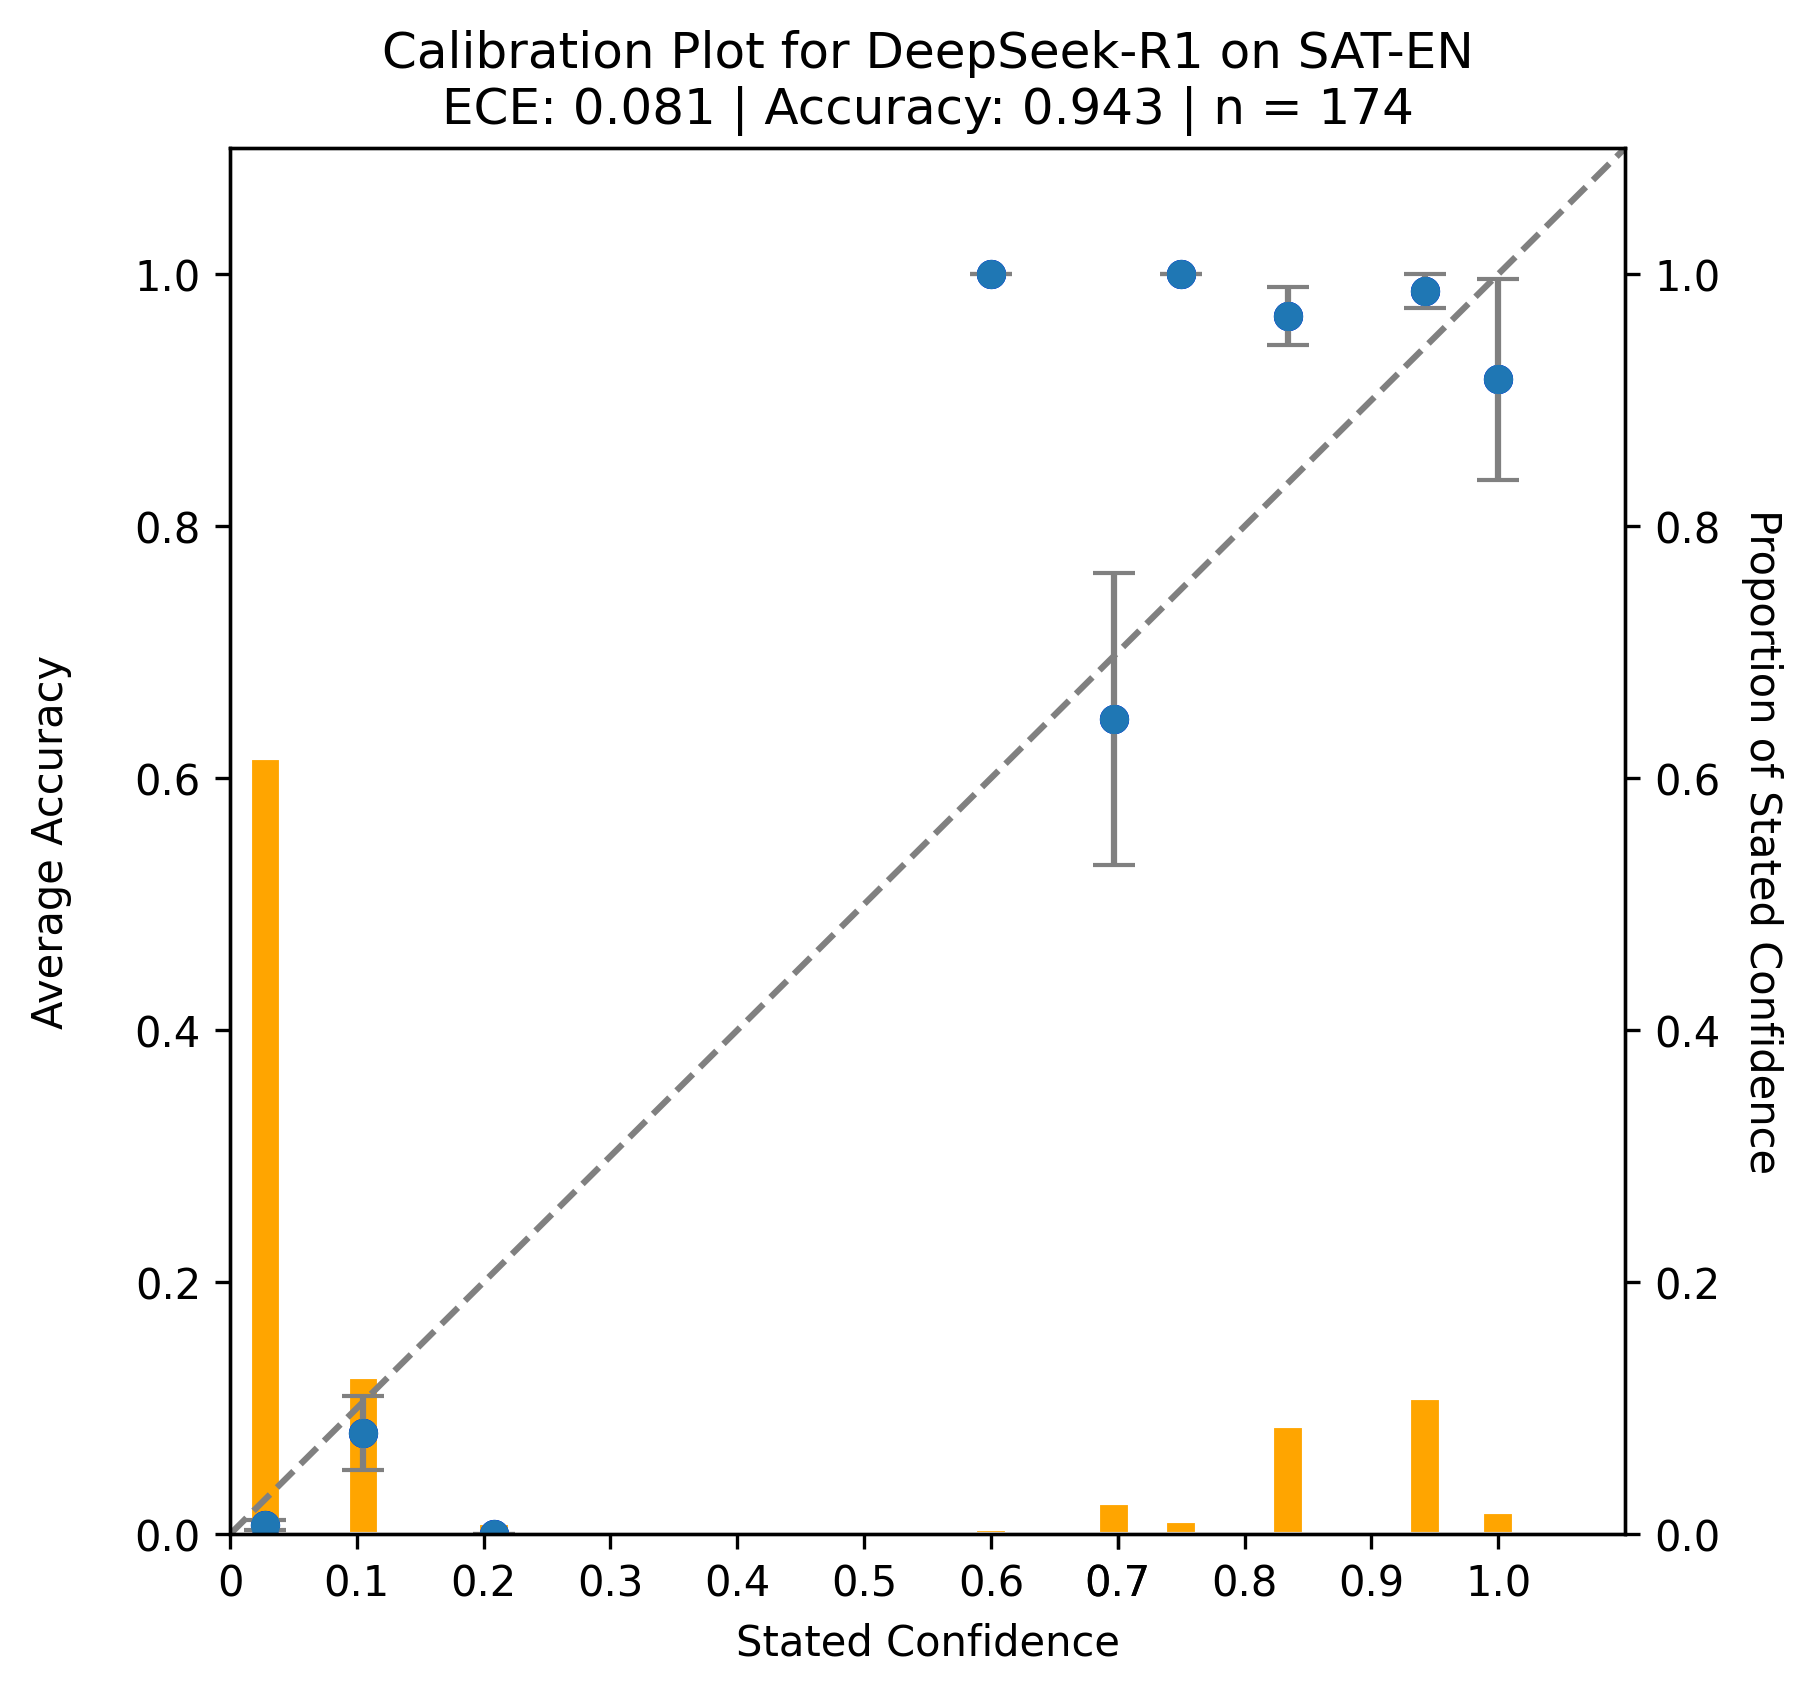 Calibration Plot for DeepSeek-R1 on SAT-EN
ECE: 0.081 | Accuracy: 0.943 | n = 174
Average Accuracy
1.0
0.8
0.6
0.4
0.2
0.0
1.0
0.8
0.6
0.4
0.2
0.0
Proportion of Stated Confidence
0 0.1 0.2 0.3 0.4 0.5 0.6 0.7 0.8 0.9 1.0
Stated Confidence